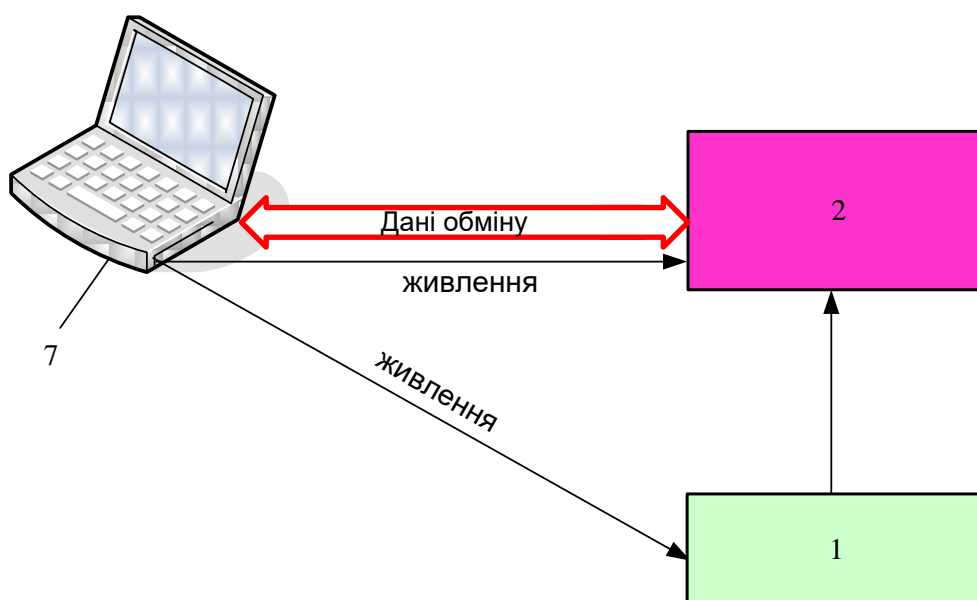 2
Дані обміну
живлення
7
живлення
1